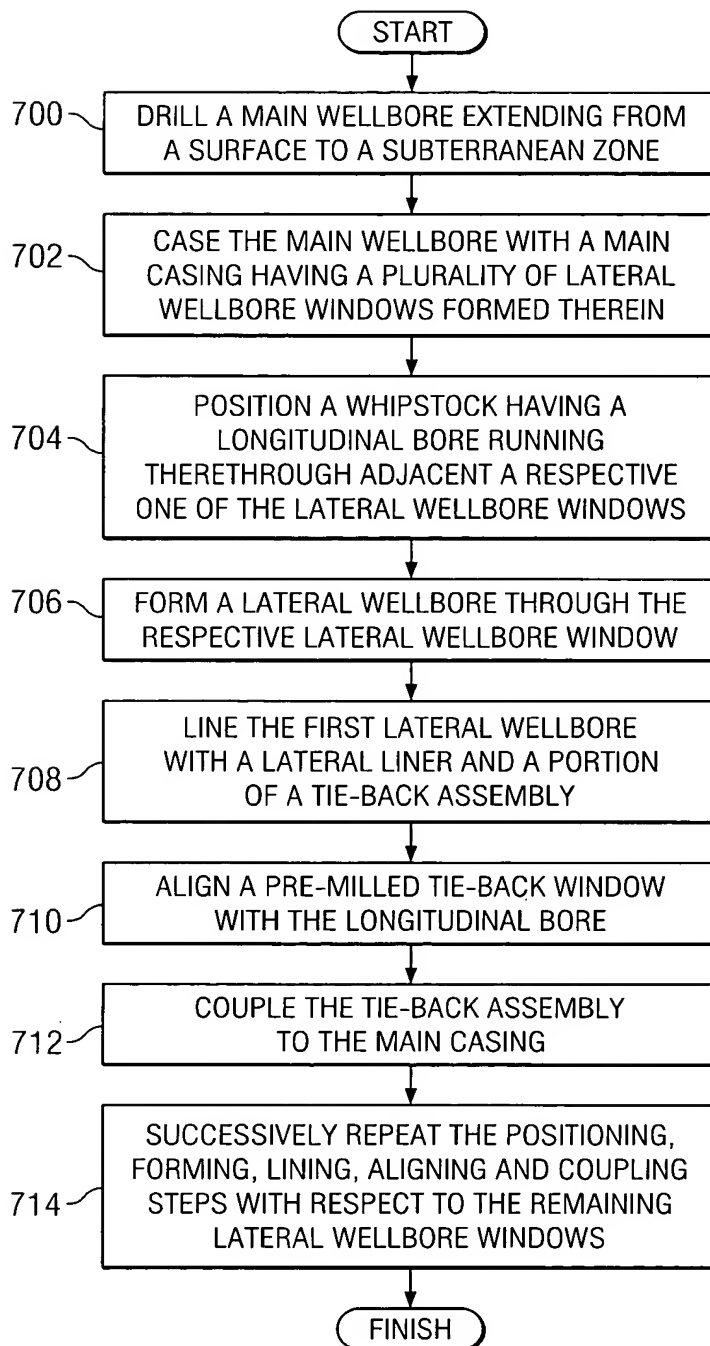 START
700
DRILL A MAIN WELLBORE EXTENDING FROM
A SURFACE TO A SUBTERRANEAN ZONE
702
CASE THE MAIN WELLBORE WITH A MAIN
CASING HAVING A PLURALITY OF LATERAL
WELLBORE WINDOWS FORMED THEREIN
704
POSITION A WHIPSTOCK HAVING A
LONGITUDINAL BORE RUNNING
THERETHROUGH ADJACENT A RESPECTIVE
ONE OF THE LATERAL WELLBORE WINDOWS
706
FORM A LATERAL WELLBORE THROUGH THE
RESPECTIVE LATERAL WELLBORE WINDOW
708
LINE THE FIRST LATERAL WELLBORE
WITH A LATERAL LINER AND A PORTION
OF A TIE-BACK ASSEMBLY
710
ALIGN A PRE-MILLED TIE-BACK WINDOW
WITH THE LONGITUDINAL BORE
712
COUPLE THE TIE-BACK ASSEMBLY
TO THE MAIN CASING
714
SUCCESSIVELY REPEAT THE POSITIONING,
FORMING, LINING, ALIGNING AND COUPLING
STEPS WITH RESPECT TO THE REMAINING
LATERAL WELLBORE WINDOWS
FINISH